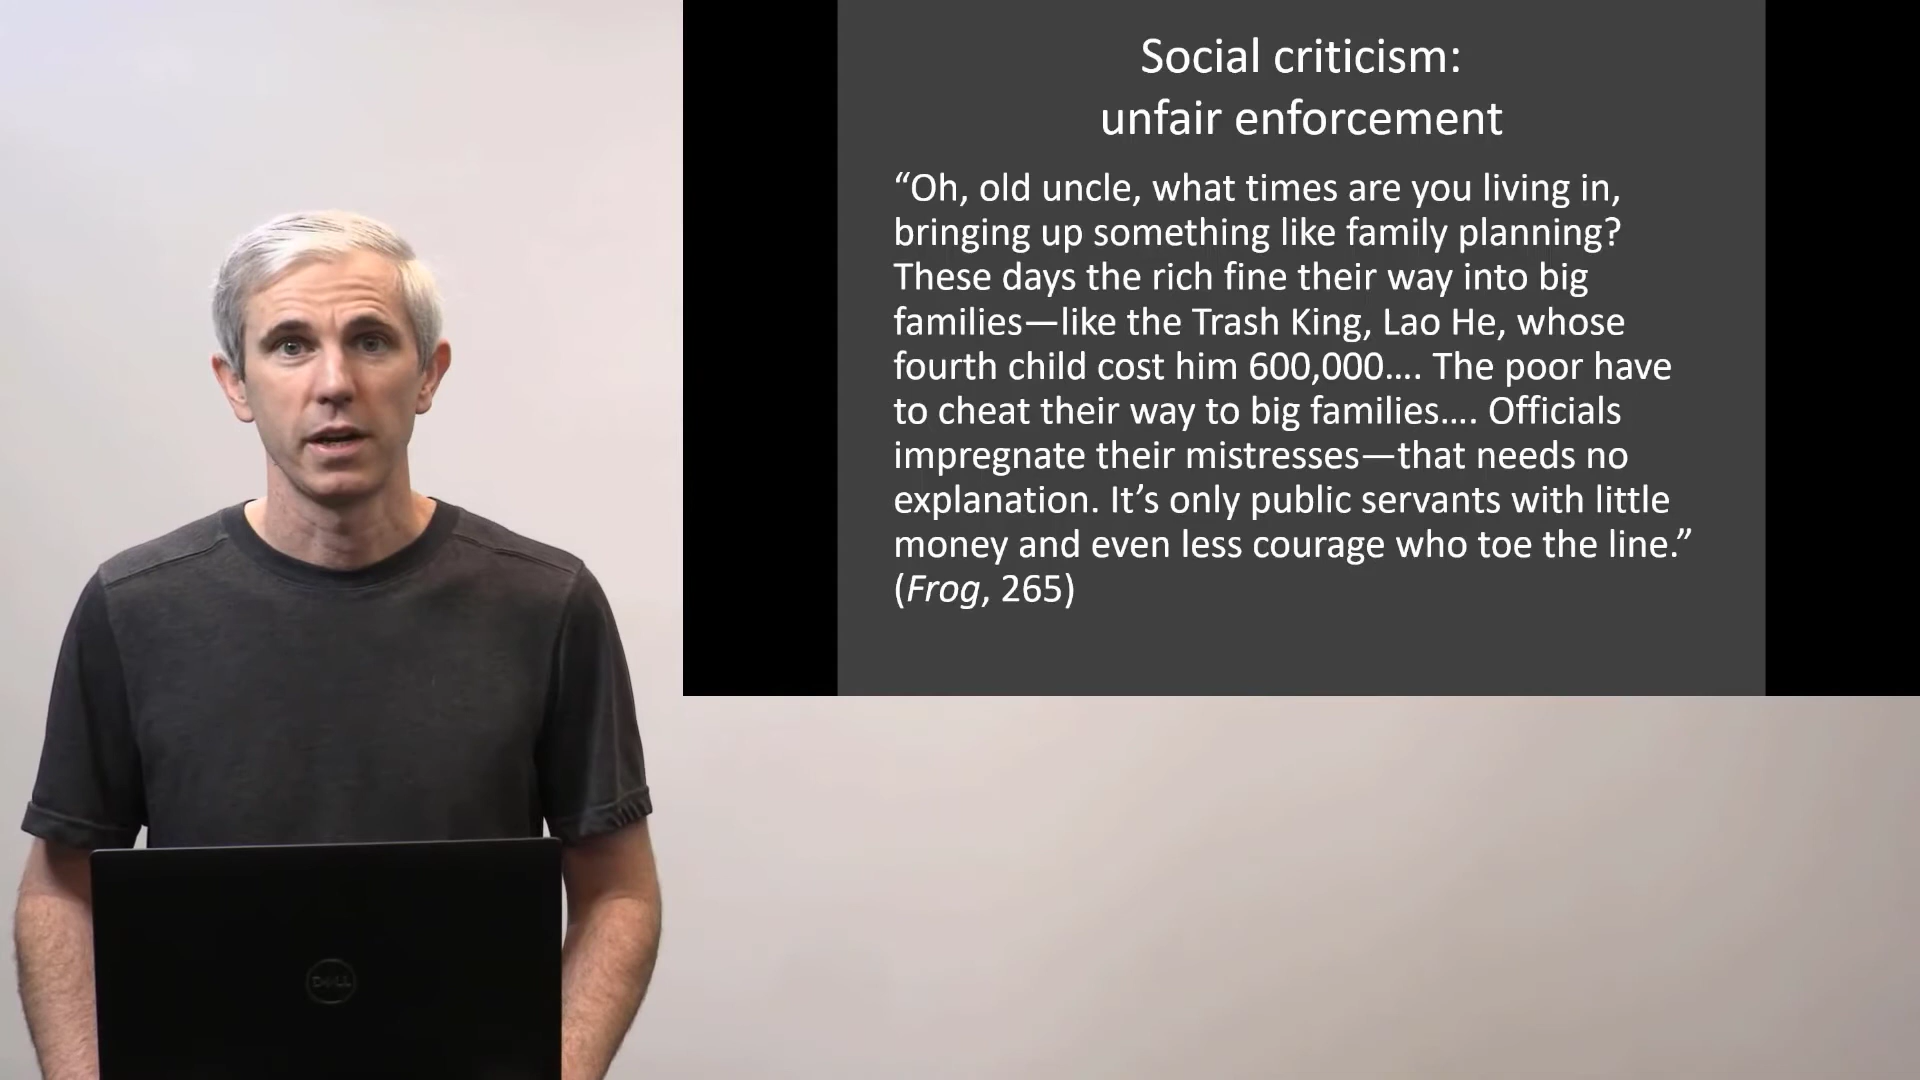 Social criticism:
unfair enforcement
“Oh, old uncle, what times are you living in,
bringing up something like family planning?
These days the rich fine their way into big
families—like the Trash King, Lao He, whose
fourth child cost him 600,000.... The poor have
to cheat their way to big families.... Officials
impregnate their mistresses—that needs no
explanation. It’s only public servants with little
money and even less courage who toe the line.”
(Frog, 265)
DELL